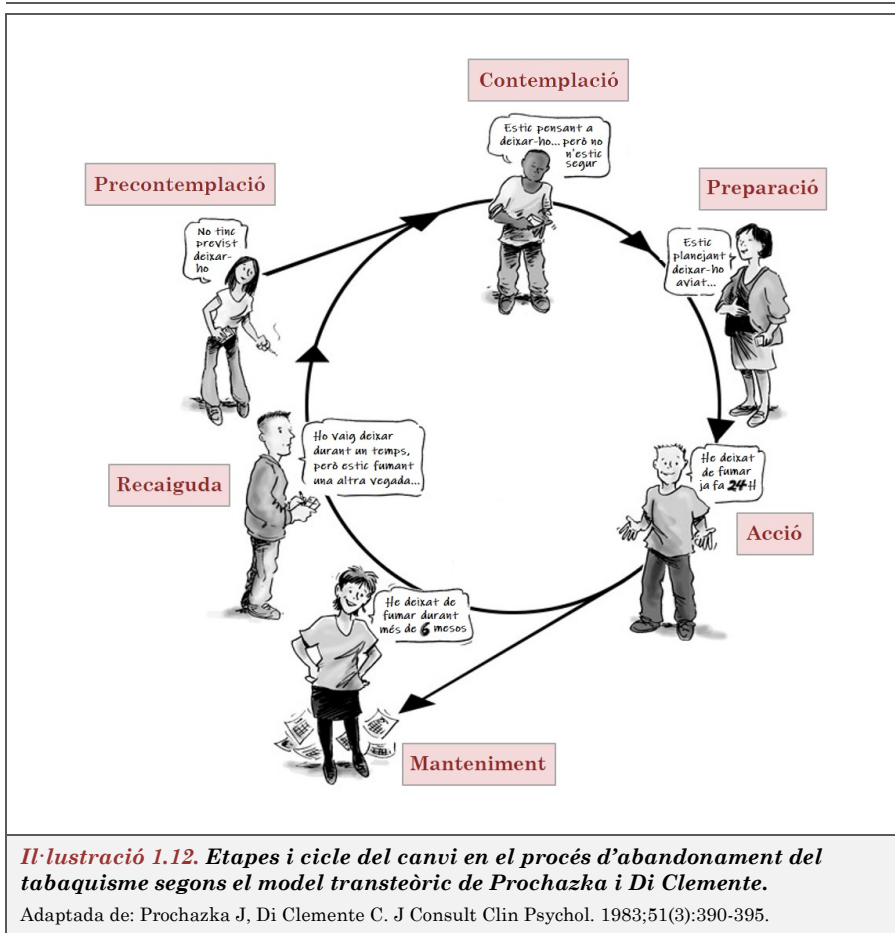 Contemplació
Estic pensant a
deixar-ho... però no
n'estic
segur
Precontemplació
No tinc
previst
deixar-
ho
Preparació
Estic
planejant
deixar-ho
aviat...
Ho vaig deixar
durant un temps,
però estic fumant
una altra vegada...
Recaiguda
He deixat
de fumar
ja fa 24 H
Acció
He deixat de
fumar durant
més de 6 mesos
Manteniment
Il·lustració 1.12. Etapes i cicle del canvi en el procés d'abandonament del
tabaquisme segons el model transteòric de Prochazka i Di Clemente.
Adaptada de: Prochazka J, Di Clemente C. J Consult Clin Psychol. 1983;51(3):390-395.